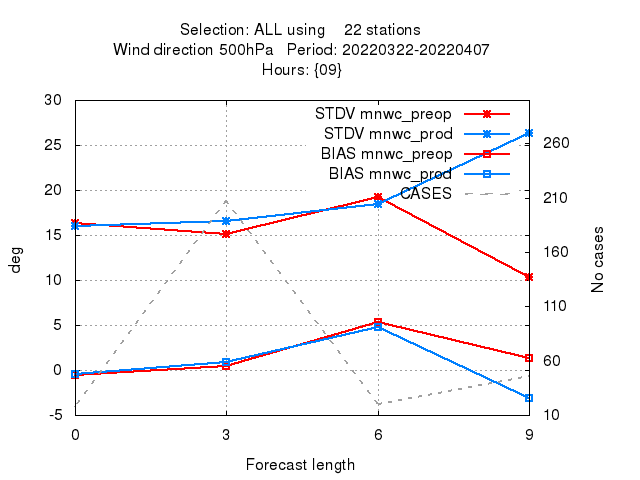 Selection: ALL using 22 stations
Wind direction 500hPa Period: 20220322-20220407
Hours: {09}
30
25
20
15
10
5
0
-5
deg
STDV mnwc_preop
STDV mnwc_prod
BIAS mnwc_preop
BIAS mnwc_prod
CASES
260
210
160
110
60
10
No cases
0 3 6 9
Forecast length